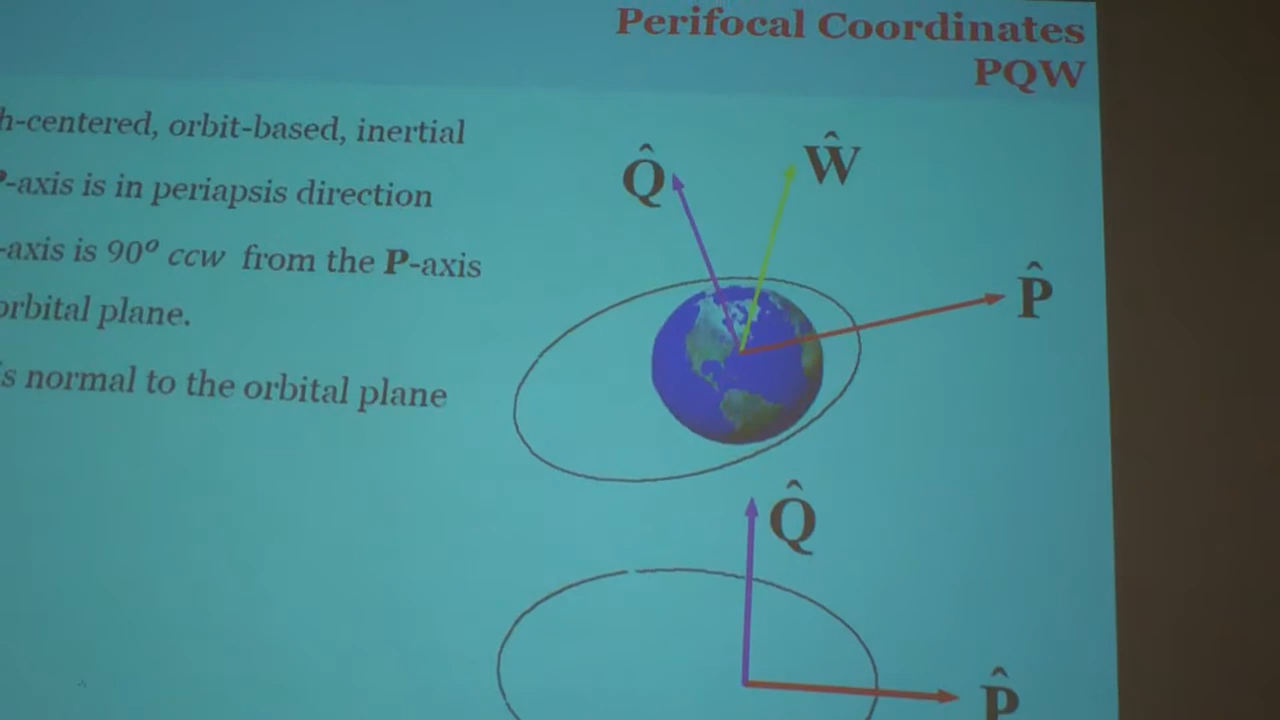 Perifocal Coordinates
PQW
h-centered, orbit-based, inertial
P-axis is in periapsis direction
-axis is 90º ccw from the P-axis
orbital plane.
s normal to the orbital plane
Q̂
Ŵ
P̂
Q̂
P̂